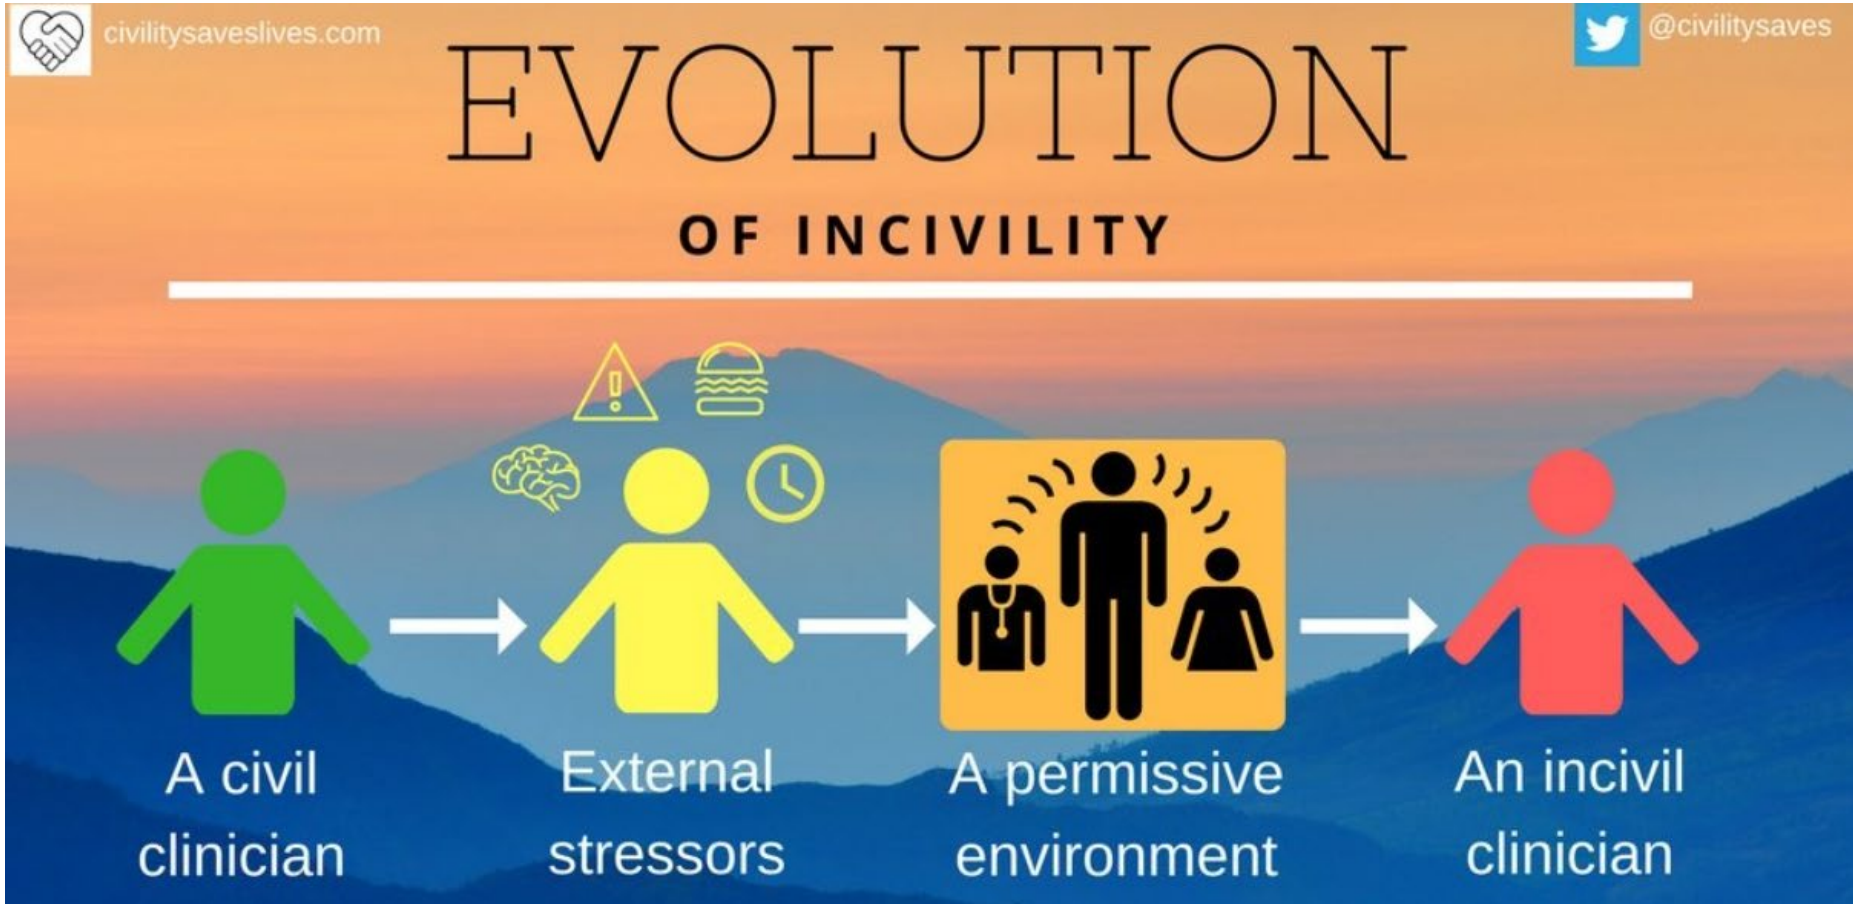 civilitysaveslives.com
@civilitysaves
EVOLUTION
OF INCIVILITY
A civil
clinician
External
stressors
A permissive
environment
An incivil
clinician